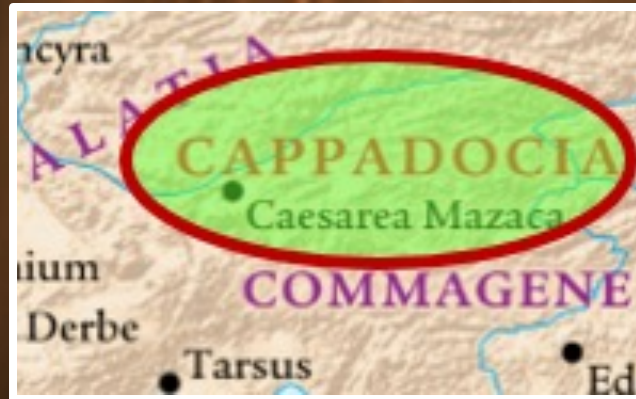 ncyra
ALATIA
CAPPADOCIA
Caesarea Mazaca
nium
COMMAGENE
Derbe
Tarsus
Ed